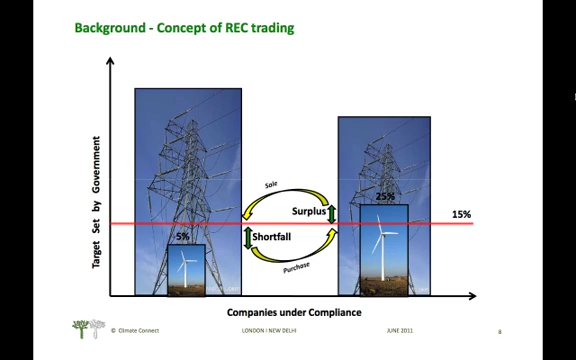 Background - Concept of REC trading
Target Set by Government
Sale
25%
Surplus
15%
5%
Shortfall
Purchase
Companies under Compliance
© Climate Connect
LONDON I NEW DELHI
JUNE 2011
8